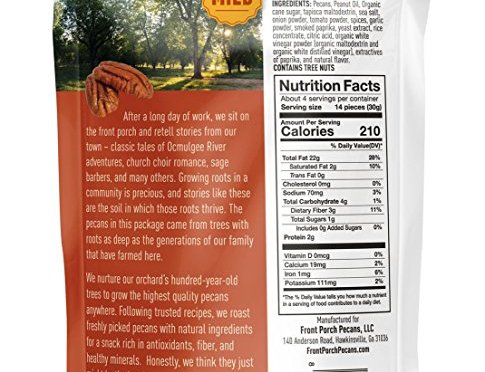 MILD
After a long day of work, we sit on
the front porch and retell stories from our
town – classic tales of Ocmulgee River
adventures, church choir romance, sage
barbers, and many others. Growing roots in a
community is precious, and stories like these
are the soil in which those roots thrive. The
pecans in this package came from trees with
roots as deep as the generations of our family
that have farmed here.
We nurture our orchard's hundred-year-old
trees to grow the highest quality pecans
anywhere. Following trusted recipes, we roast
freshly picked pecans with natural ingredients
for a snack rich in antioxidants, fiber, and
healthy minerals. Honestly, we think they just
INGREDIENTS: Pecans, Peanut Oil, Organic
cane sugar, tapioca maltodextrin, sea salt,
onion powder, tomato powder, spices, garlic
powder, smoked paprika, yeast extract, rice
concentrate, citric acid, organic white
vinegar powder (organic maltodextrin and
organic white distilled vinegar), extractives
of paprika, and natural flavor.
CONTAINS TREE NUTS
Nutrition Facts
About 4 servings per container
Serving size 14 pieces (30g)
Amount Per Serving
Calories 210
% Daily Value(DV)*
Total Fat 22g 28%
Saturated Fat 2g 10%
Trans Fat 0g
Cholesterol 0mg 0%
Sodium 70mg 3%
Total Carbohydrate 4g 1%
Dietary Fiber 3g 11%
Total Sugars 1g
Includes 0g Added Sugars 0%
Protein 2g
Vitamin D 0mcg 0%
Calcium 19mg 2%
Iron 1mg 6%
Potassium 111mg 2%
*The % Daily Value tells you how much a nutrient
in a serving of food contributes to a daily diet.
Manufactured for
Front Porch Pecans, LLC
140 Anderson Road, Hawkinsville, Ga 31036
FrontPorchPecans.com